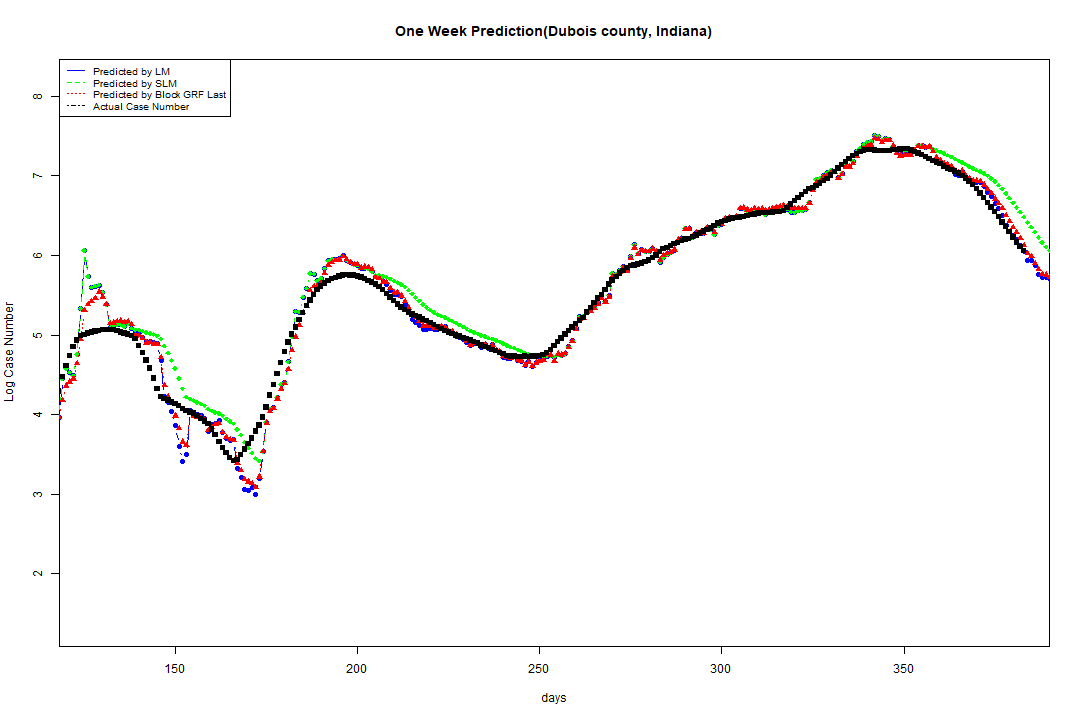 One Week Prediction(Dubois county, Indiana)
Predicted by LM
Predicted by SLM
Predicted by Block GRF Last
Actual Case Number
8
7
6
5
4
3
2
Log Case Number
150 200 250 300 350
days